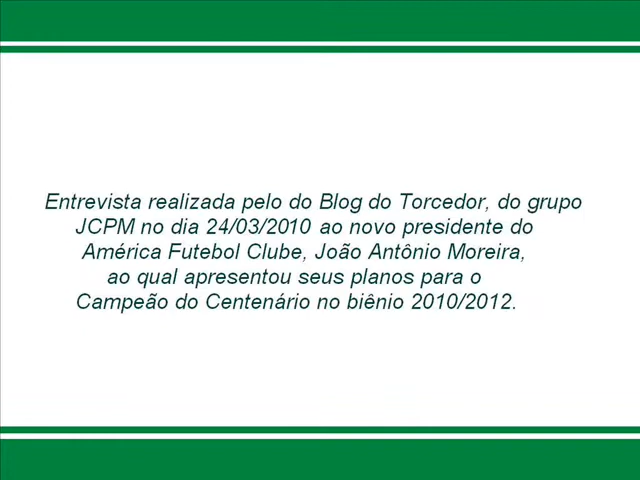 Entrevista realizada pelo do Blog do Torcedor, do grupo
JCPM no dia 24/03/2010 ao novo presidente do
América Futebol Clube, João Antônio Moreira,
ao qual apresentou seus planos para o
Campeão do Centenário no biênio 2010/2012.